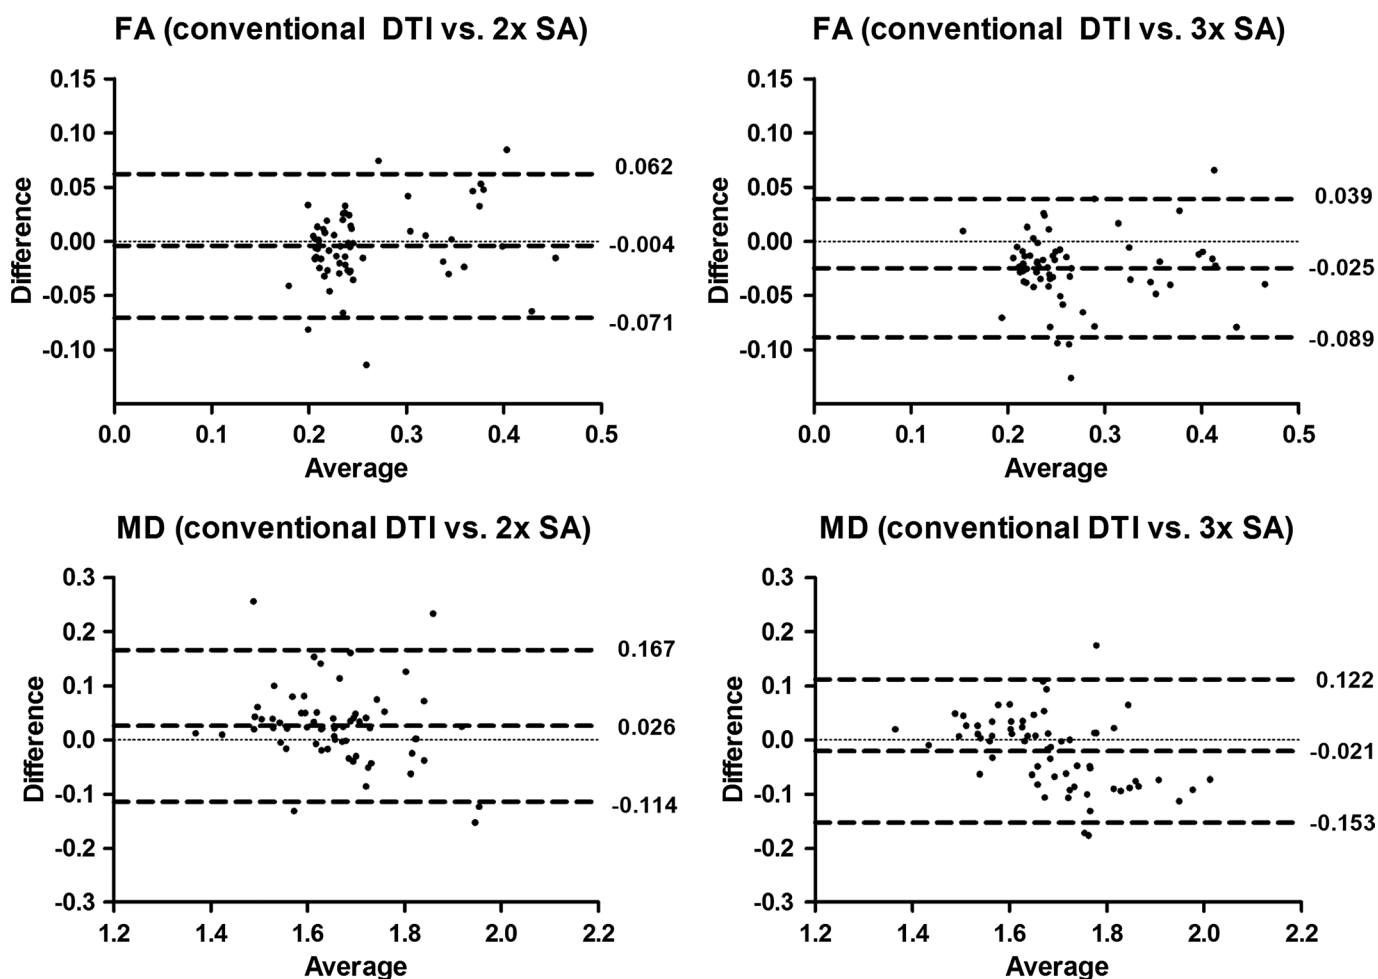 FA (conventional DTI vs. 2x SA)
0.15
0.10
0.05
0.00
-0.05
-0.10
Difference
0.062
-0.004
-0.071
0.0 0.1 0.2 0.3 0.4 0.5
Average
FA (conventional DTI vs. 3x SA)
0.15
0.10
0.05
0.00
-0.05
-0.10
Difference
0.039
-0.025
-0.089
0.0 0.1 0.2 0.3 0.4 0.5
Average
MD (conventional DTI vs. 2x SA)
0.3
0.2
0.1
0.0
-0.1
-0.2
-0.3
Difference
0.167
0.026
-0.114
1.2 1.4 1.6 1.8 2.0 2.2
Average
MD (conventional DTI vs. 3x SA)
0.3
0.2
0.1
0.0
-0.1
-0.2
-0.3
Difference
0.122
-0.021
-0.153
1.2 1.4 1.6 1.8 2.0 2.2
Average